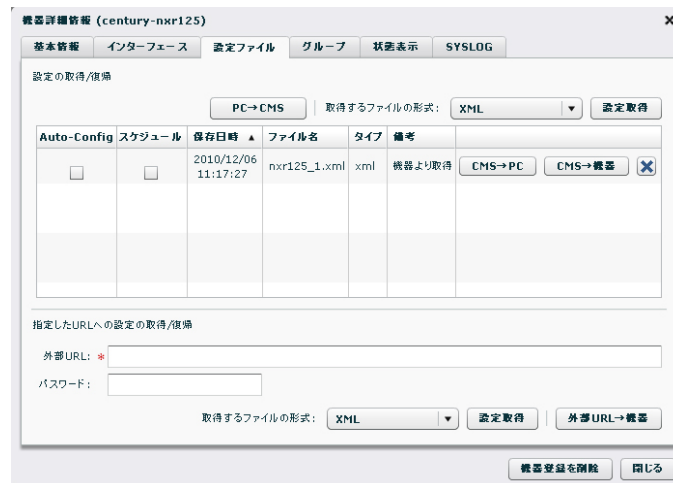 機器詳細情報 (century-nxr125)
基本情報 インターフェース 設定ファイル グループ 状態表示 SYSLOG
設定の取得/復帰
PC→CMS 取得するファイルの形式: XML 設定取得
Auto-Config スケジュール 保存日時 ▲ ファイル名 タイプ 備考
2010/12/06 11:17:27 nxr125_1.xml xml 機器より取得 CMS→PC CMS→機器
指定したURLへの設定の取得/復帰
外部URL: *
パスワード:
取得するファイルの形式: XML 設定取得 外部URL→機器
機器登録を削除 閉じる